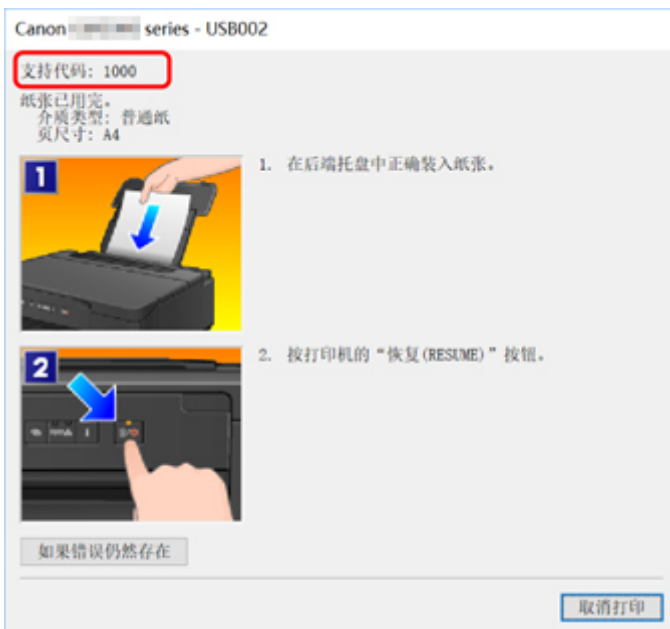 Canon series - USB002
支持代码: 1000
纸张已用完。
介质类型: 普通纸
页尺寸: A4
1
1. 在后端托盘中正确装入纸张。
2
2. 按打印机的“恢复(RESUME)”按钮。
如果错误仍然存在
取消打印